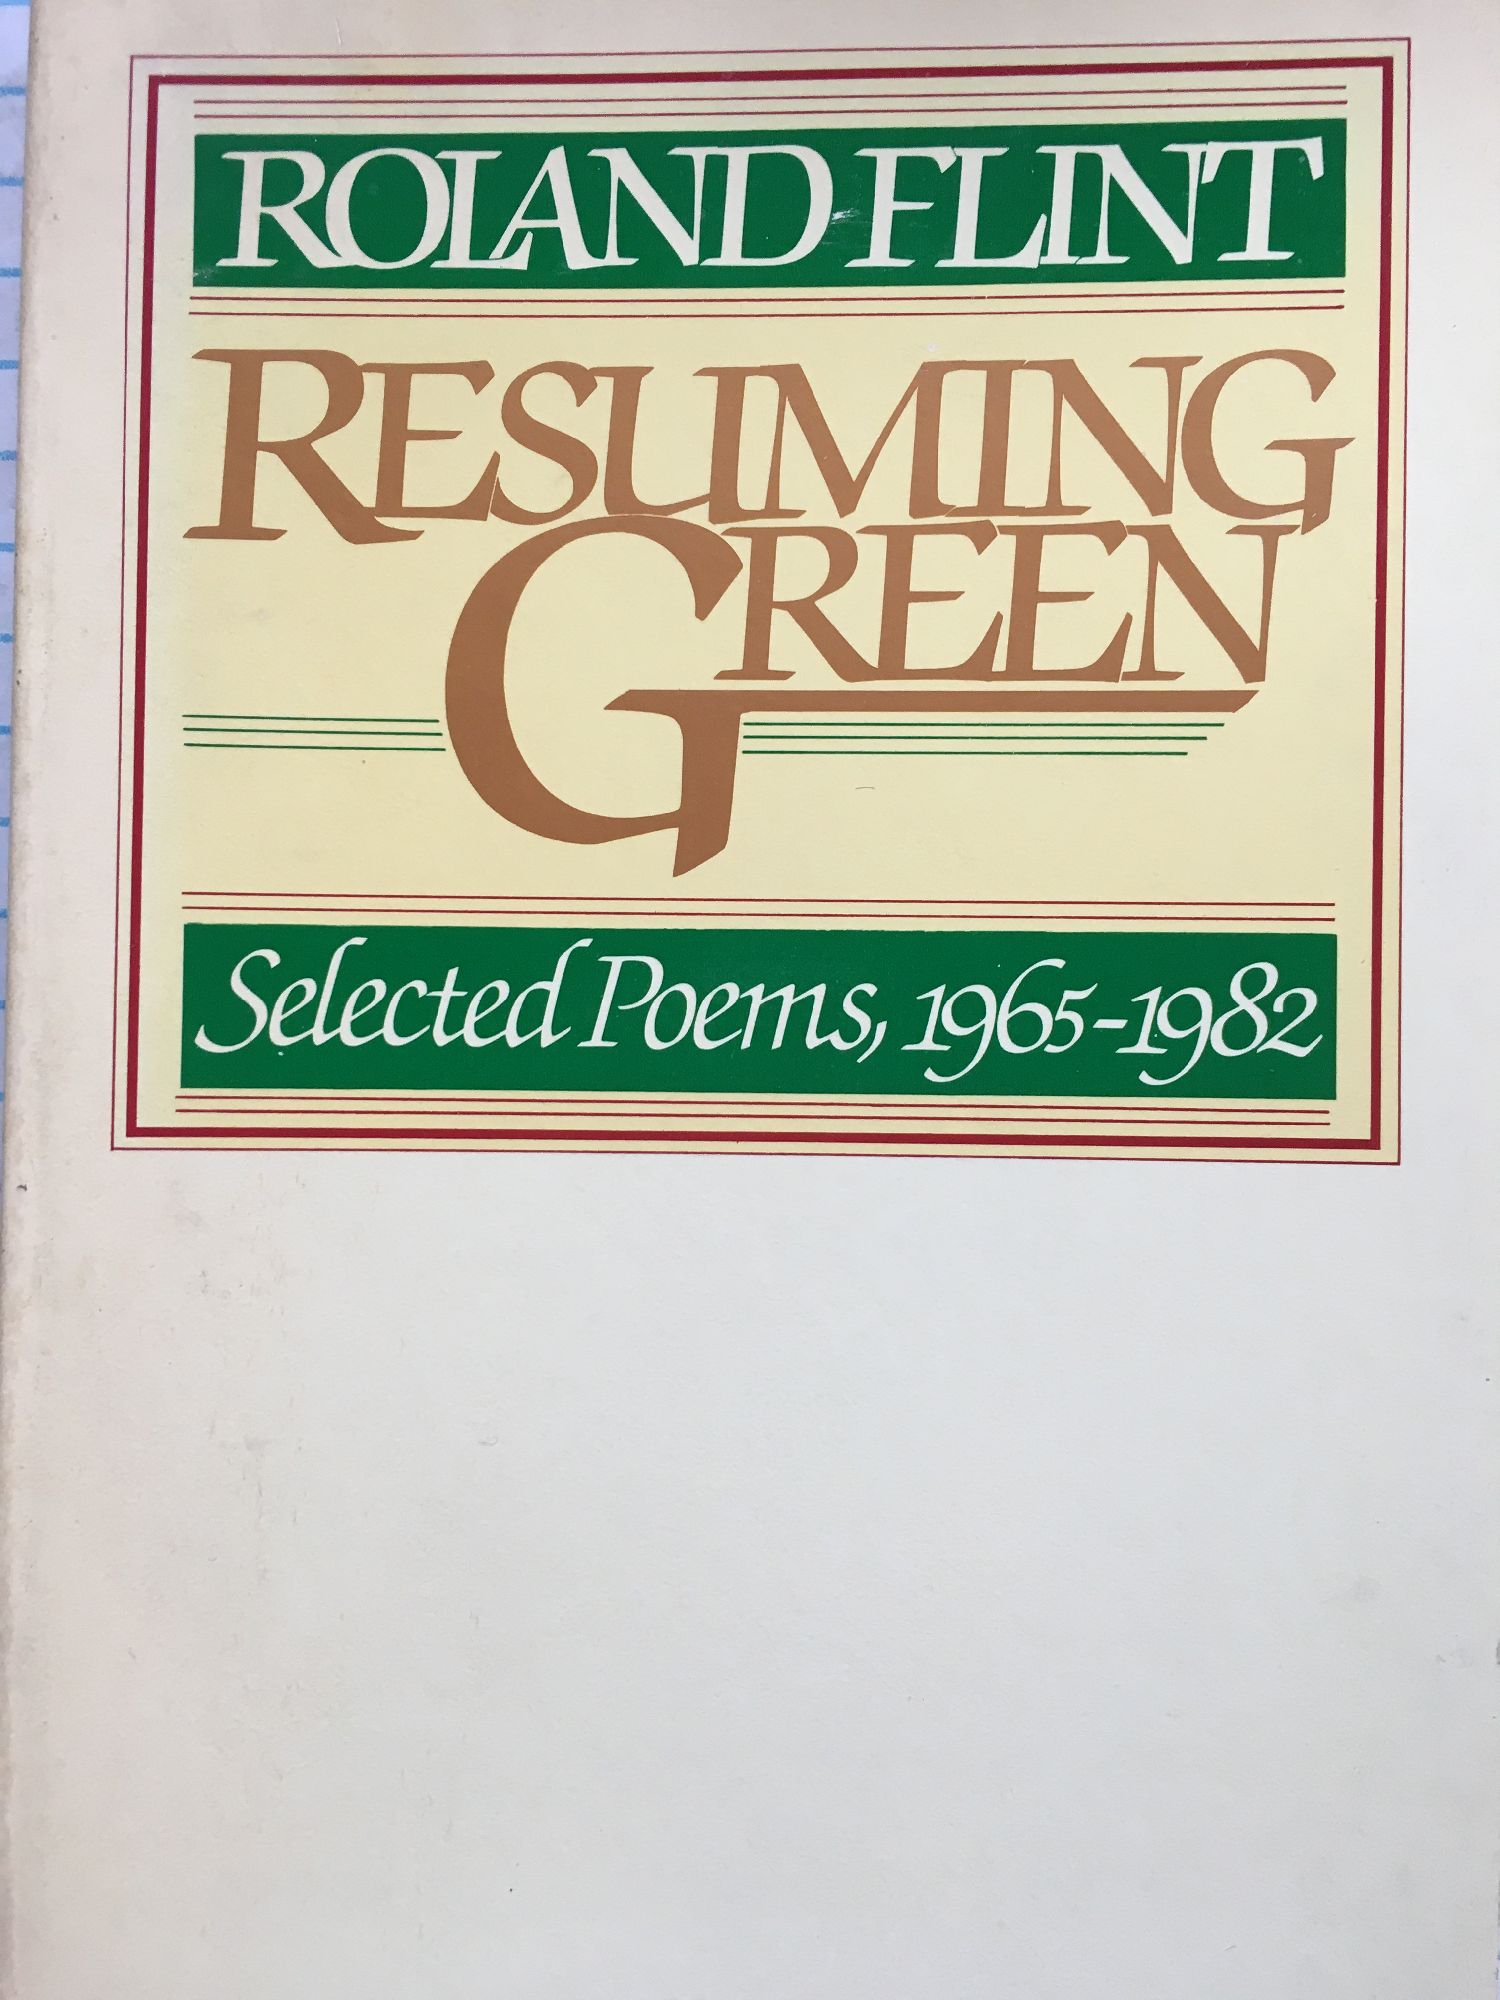 ROLAND FLINT
RESUMING
GREEN
Selected Poems, 1965-1982